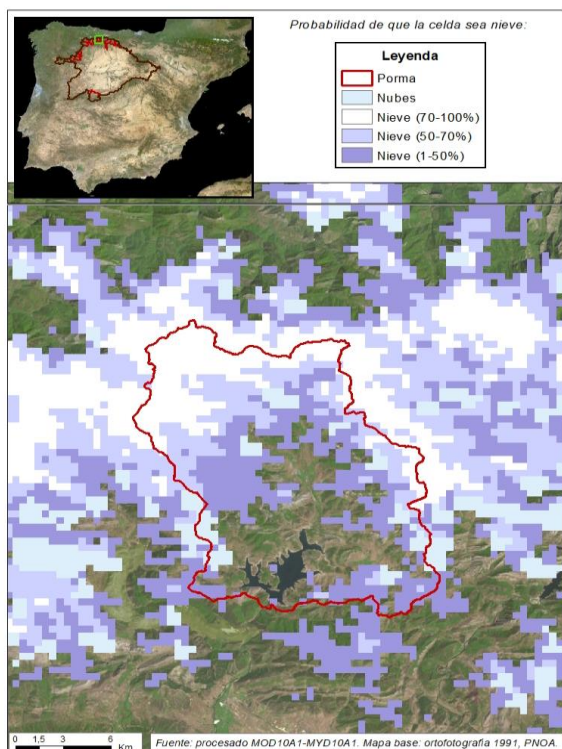 Probabilidad de que la celda sea nieve:
Leyenda
Porma
Nubes
Nieve (70-100%)
Nieve (50-70%)
Nieve (1-50%)
0 1,5 3 6
Km
Fuente: procesado MOD10A1-MYD10A1. Mapa base: ortofotografía 1991, PNOA.